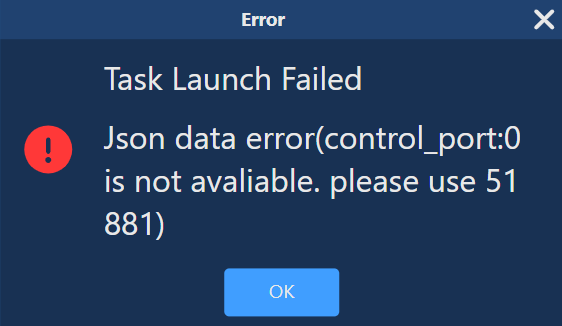 Error
Task Launch Failed
Json data error(control_port:0
is not avaliable. please use 51
881)
OK